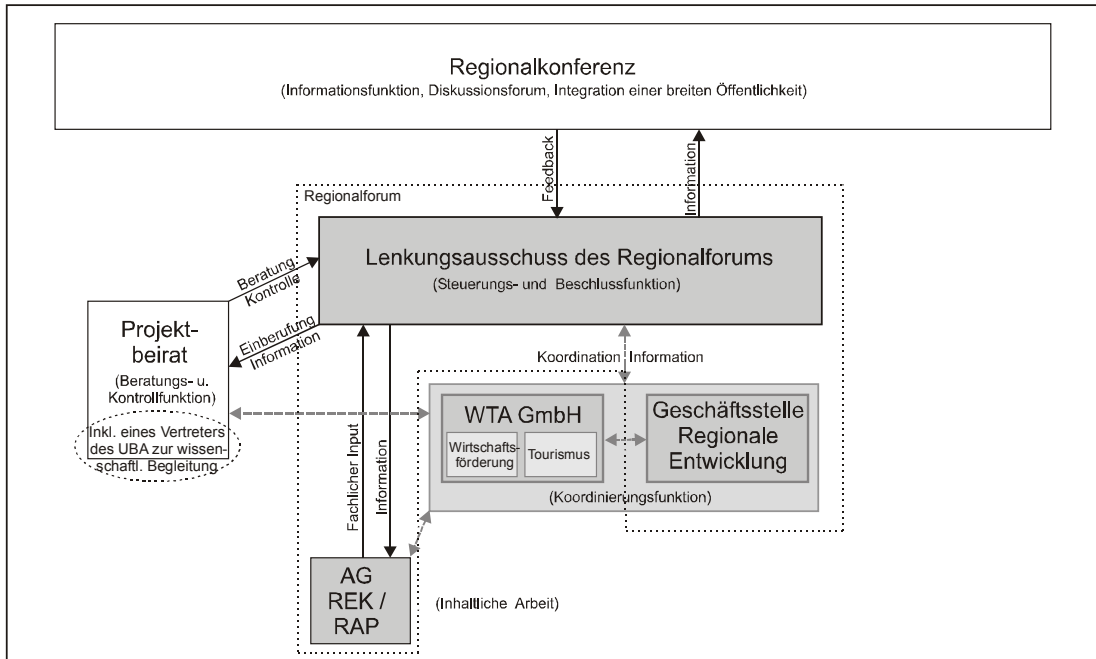 Regionalkonferenz
(Informationsfunktion, Diskussionsforum, Integration einer breiten Öffentlichkeit)
Feedback
Information
Regionalforum
Lenkungsausschuss des Regionalforums
(Steuerungs- und Beschlussfunktion)
Beratung
Kontrolle
Einberufung
Information
Projekt-
beirat
(Beratungs- u.
Kontrollfunktion)
Inkl. eines Vertreters
des UBA zur wissen-
schaftl. Begleitung
Fachlicher Input
Information
Koordination
Information
WTA GmbH
Wirtschafts-
förderung
Tourismus
Geschäftsstelle
Regionale
Entwicklung
(Koordinierungsfunktion)
AG
REK /
RAP
(Inhaltliche Arbeit)